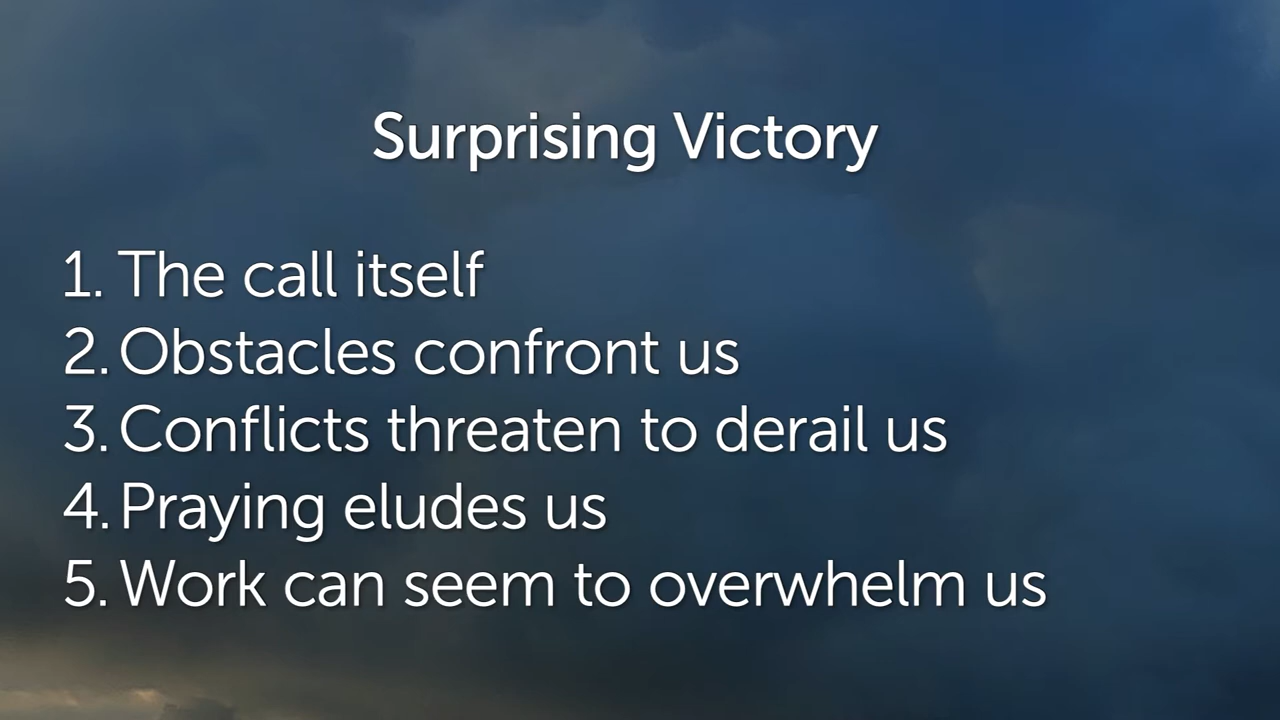 Surprising Victory
1. The call itself
2. Obstacles confront us
3. Conflicts threaten to derail us
4. Praying eludes us
5. Work can seem to overwhelm us